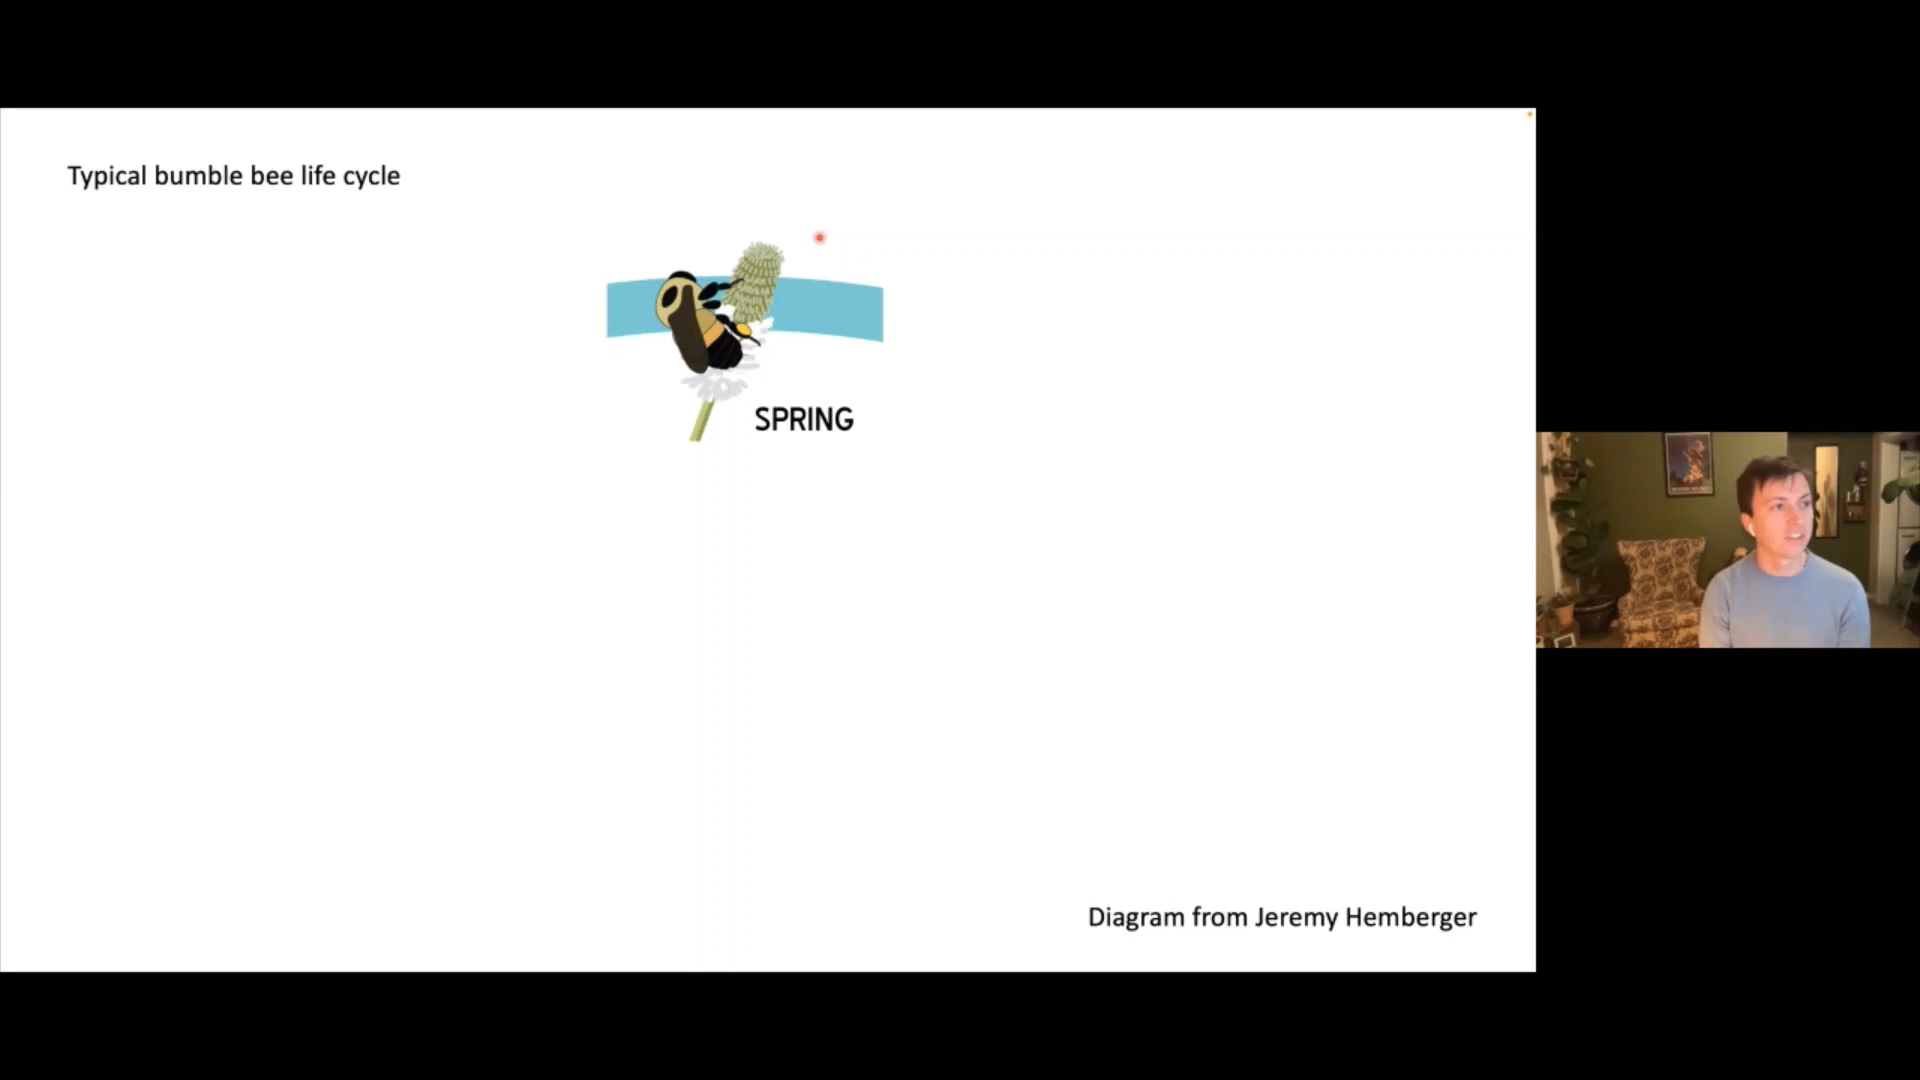 Typical bumble bee life cycle
SPRING
Diagram from Jeremy Hemberger